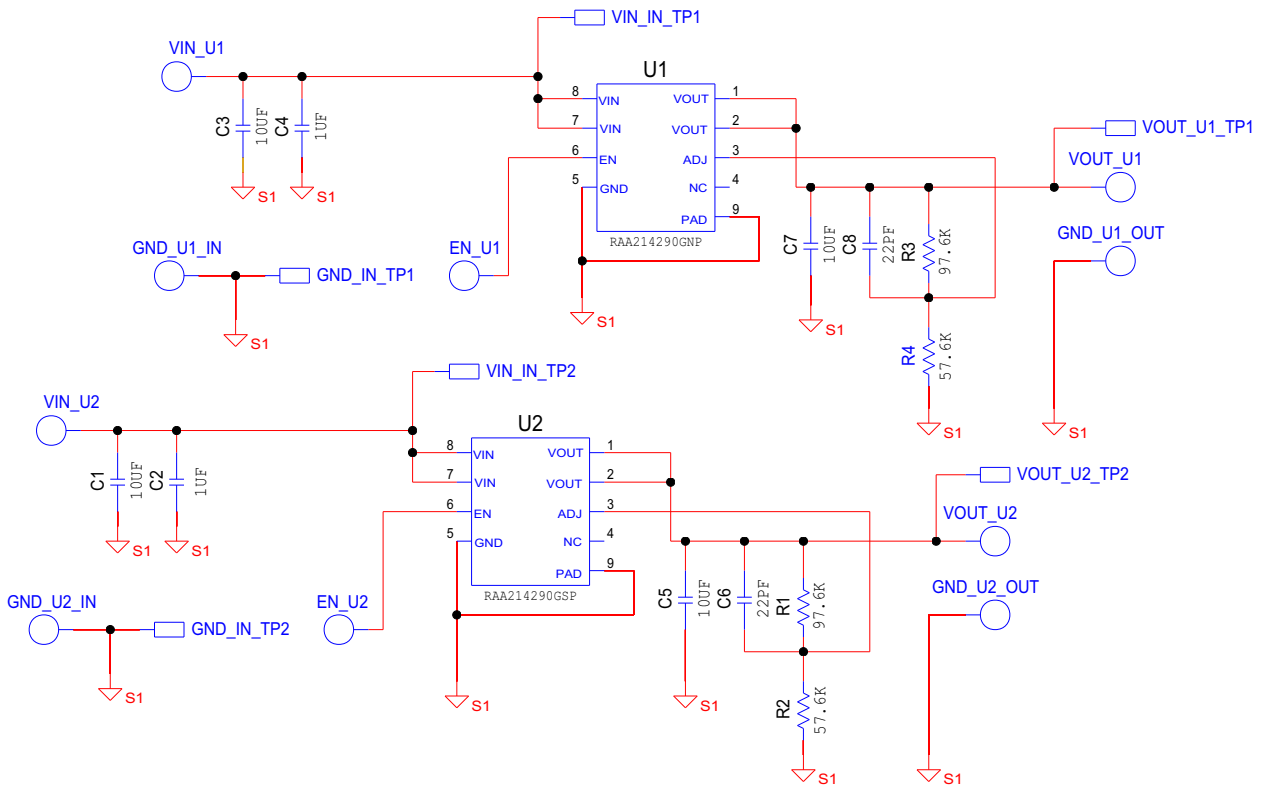 VIN_IN_TP1
VIN_U1
U1
8 VIN VOUT 1
7 VIN VOUT 2
6 EN ADJ 3
5 GND NC 4
PAD 9
RAA214290GNP
C3 10UF
C4 1UF
S1
S1
VOUT_U1_TP1
VOUT_U1
GND_U1_IN
GND_IN_TP1
S1
EN_U1
S1
C7 10UF
C8 22PF
R3 97.6K
GND_U1_OUT
S1
R4 57.6K
S1
S1
VIN_IN_TP2
VIN_U2
U2
8 VIN VOUT 1
7 VIN VOUT 2
6 EN ADJ 3
5 GND NC 4
PAD 9
RAA214290GSP
C1 10UF
C2 1UF
S1
S1
VOUT_U2_TP2
VOUT_U2
GND_U2_IN
GND_IN_TP2
S1
EN_U2
S1
C5 10UF
C6 22PF
R1 97.6K
GND_U2_OUT
S1
R2 57.6K
S1
S1